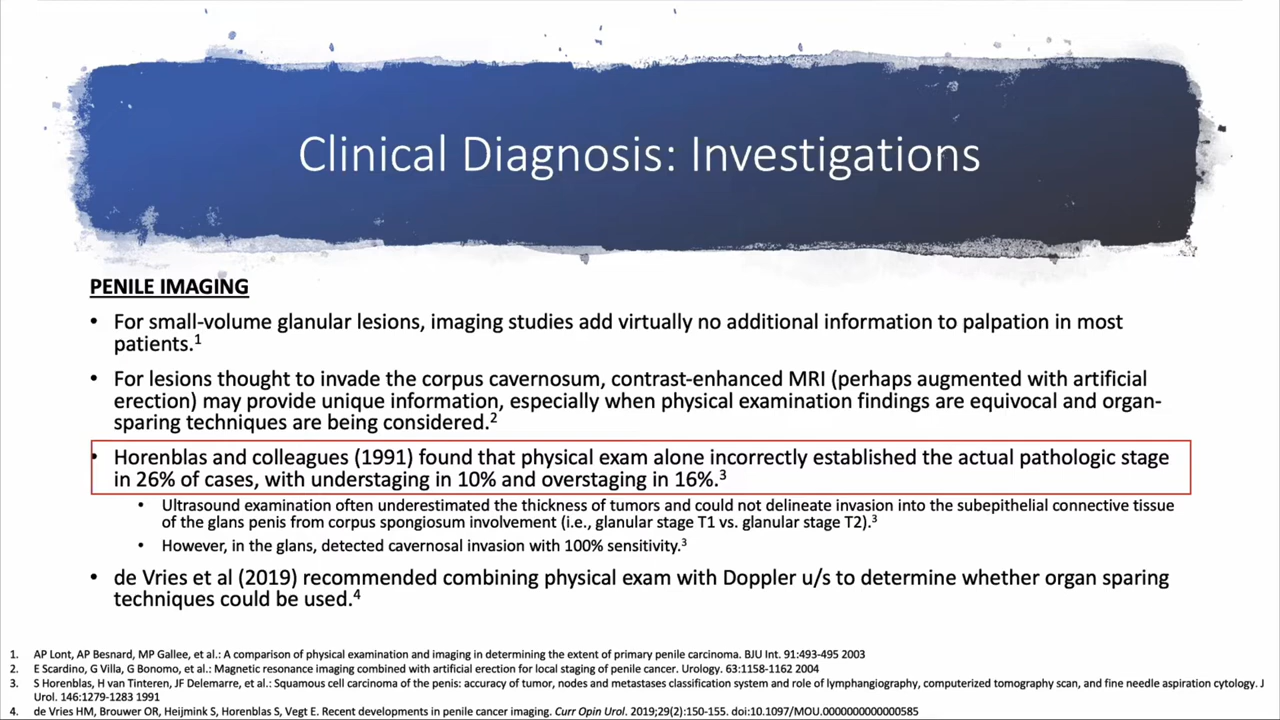 Clinical Diagnosis: Investigations
PENILE IMAGING
• For small-volume glanular lesions, imaging studies add virtually no additional information to palpation in most
patients.1
• For lesions thought to invade the corpus cavernosum, contrast-enhanced MRI (perhaps augmented with artificial
erection) may provide unique information, especially when physical examination findings are equivocal and organ-
sparing techniques are being considered.2
• Horenblas and colleagues (1991) found that physical exam alone incorrectly established the actual pathologic stage
in 26% of cases, with understaging in 10% and overstaging in 16%.3
• Ultrasound examination often underestimated the thickness of tumors and could not delineate invasion into the subepithelial connective tissue
of the glans penis from corpus spongiosum involvement (i.e., glanular stage T1 vs. glanular stage T2).3
• However, in the glans, detected cavernosal invasion with 100% sensitivity.3
• de Vries et al (2019) recommended combining physical exam with Doppler u/s to determine whether organ sparing
techniques could be used.4
1. AP Lont, AP Besnard, MP Gallee, et al.: A comparison of physical examination and imaging in determining the extent of primary penile carcinoma. BJU Int. 91:493-495 2003
2. E Scardino, G Villa, G Bonomo, et al.: Magnetic resonance imaging combined with artificial erection for local staging of penile cancer. Urology. 63:1158-1162 2004
3. S Horenblas, H van Tinteren, JF Delemarre, et al.: Squamous cell carcinoma of the penis: accuracy of tumor, nodes and metastases classification system and role of lymphangiography, computerized tomography scan, and fine needle aspiration cytology. J
Urol. 146:1279-1283 1991
4. de Vries HM, Brouwer OR, Heijmink S, Horenblas S, Vegt E. Recent developments in penile cancer imaging. Curr Opin Urol. 2019;29(2):150-155. doi:10.1097/MOU.0000000000000585